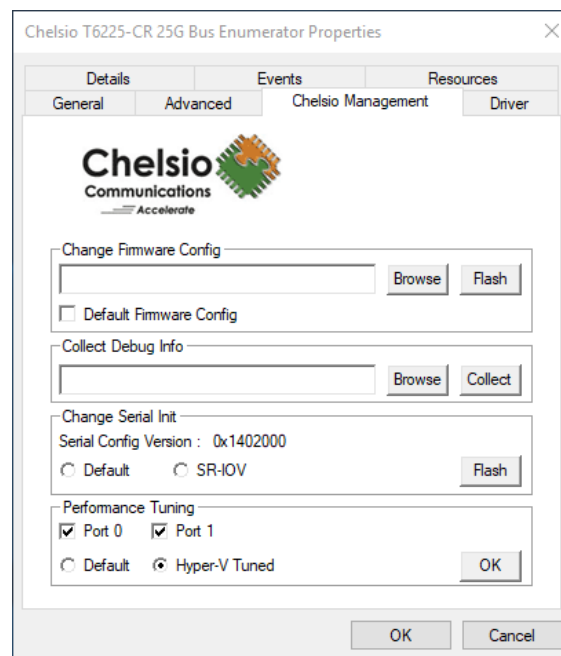 Chelsio T6225-CR 25G Bus Enumerator Properties
Details Events Resources
General Advanced Chelsio Management Driver
Chelsio
Communications
Accelerate
Change Firmware Config
Browse Flash
Default Firmware Config
Collect Debug Info
Browse Collect
Change Serial Init
Serial Config Version : 0x1402000
Default SR-IOV Flash
Performance Tuning
Port 0 Port 1
Default Hyper-V Tuned OK
OK Cancel